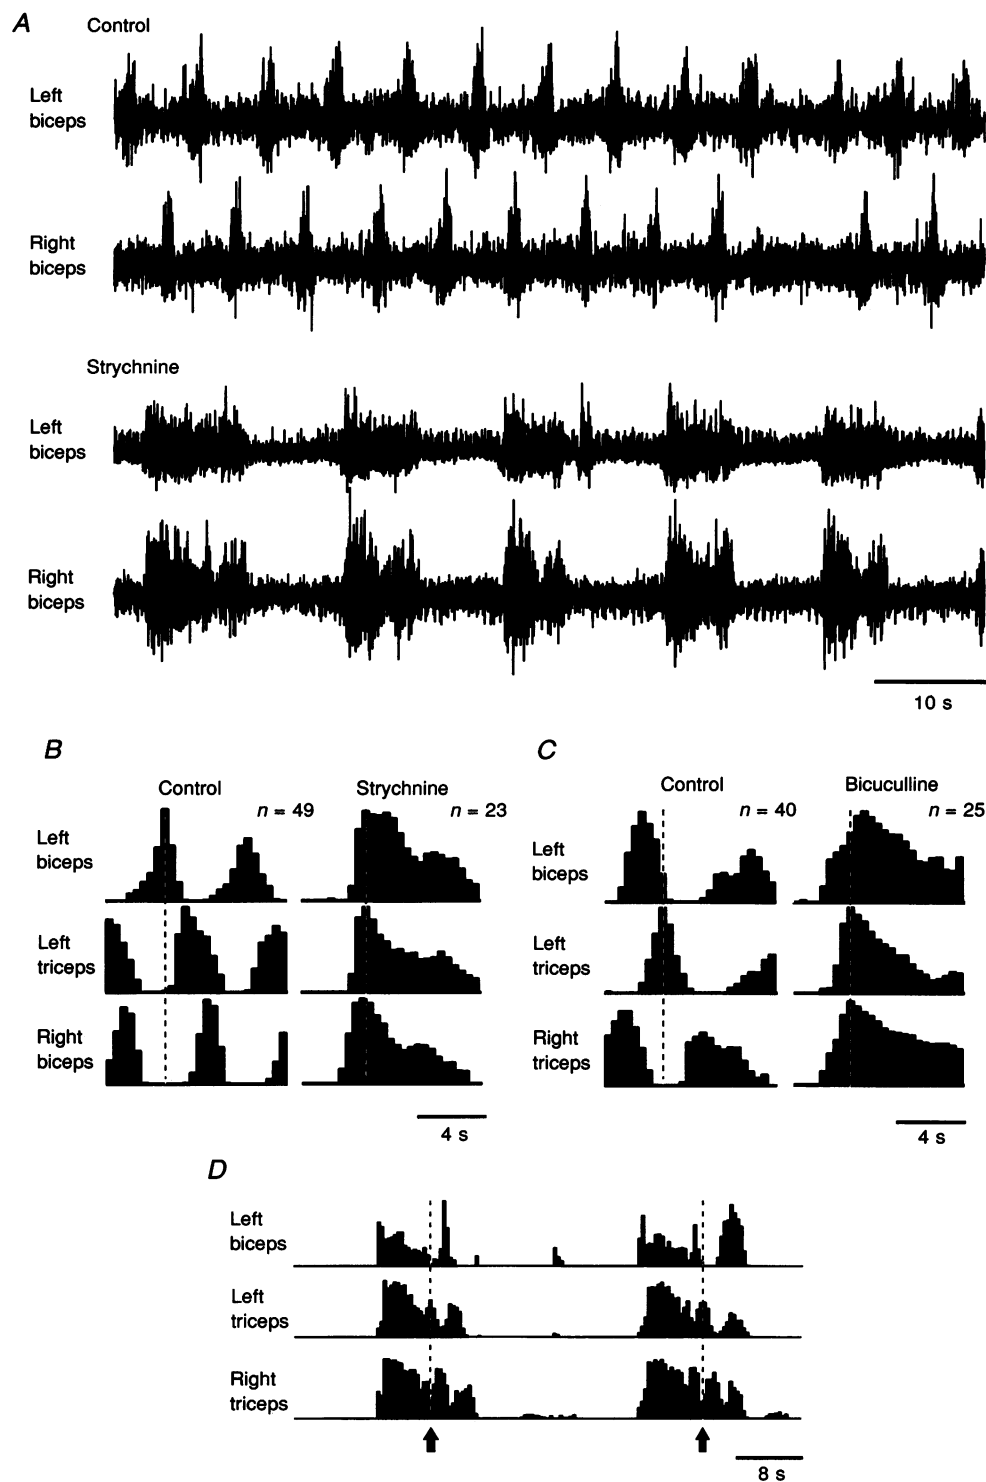 A
Control
Left
biceps
Right
biceps
Strychnine
Left
biceps
Right
biceps
10 s
B
Control
Strychnine
n = 49
n = 23
Left
biceps
Left
triceps
Right
biceps
4 s
C
Control
Bicuculline
n = 40
n = 25
Left
biceps
Left
triceps
Right
triceps
4 s
D
Left
biceps
Left
triceps
Right
triceps
8 s